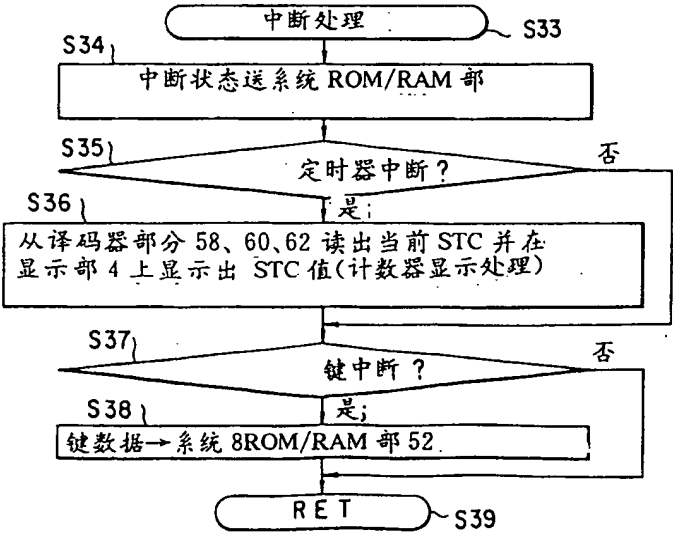 中断处理
S33
S34
中断状态送系统 ROM/RAM 部
S35
定时器中断?
否
S36
是;
从译码器部分 58、60、62 读出当前 STC 并在
显示部 4 上显示出 STC 值(计数器显示处理)
S37
键中断?
否
S38
是;
键数据→系统 8ROM/RAM 部 52
RET
S39